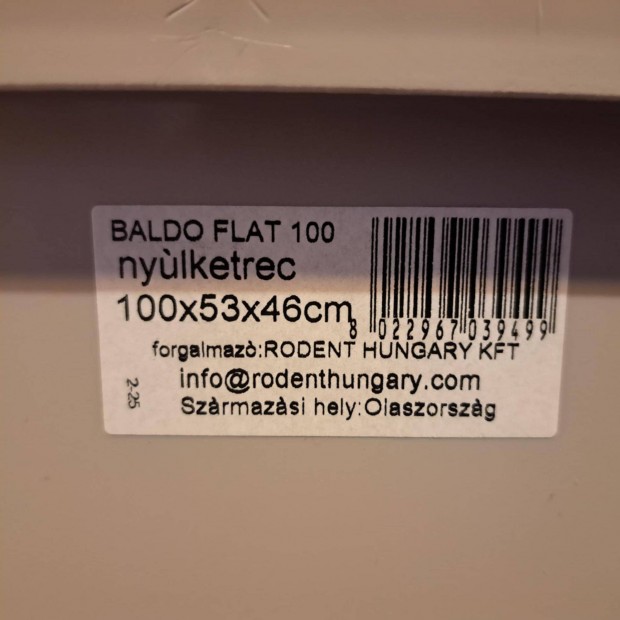 BALDO FLAT 100
nyùlketrec
100x53x46cm
8 022967 039499
forgalmazò:RODENT HUNGARY KFT
info@rodenthungary.com
Szàrmazàsi hely:Olaszorszàg
2-25